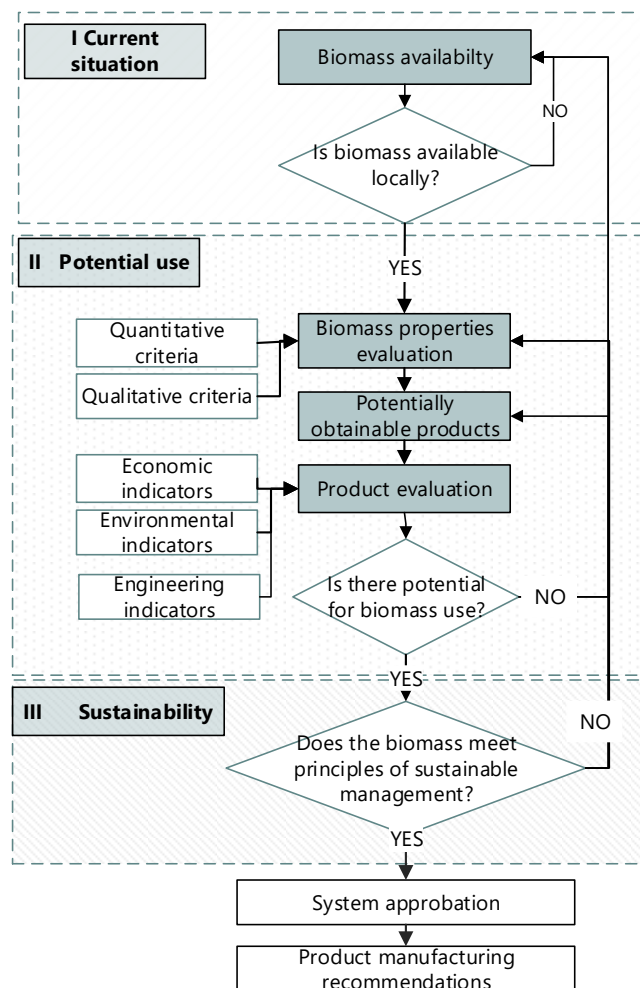 I Current
situation
Biomass availabilty
NO
Is biomass available
locally?
YES
II Potential use
Quantitative
criteria
Qualitative criteria
Biomass properties
evaluation
Potentially
obtainable products
Economic
indicators
Environmental
indicators
Engineering
indicators
Product evaluation
Is there potential
for biomass use?
NO
YES
III Sustainability
NO
Does the biomass meet
principles of sustainable
management?
YES
System approbation
Product manufacturing
recommendations